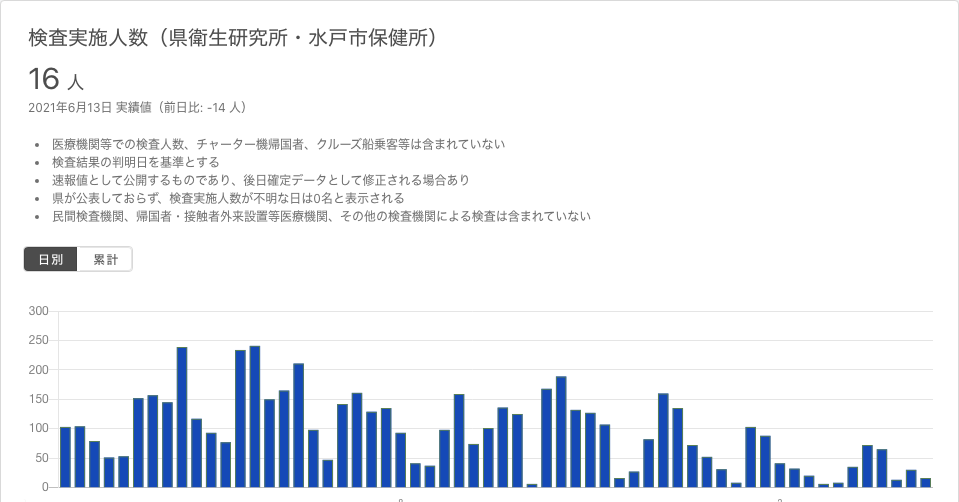 検査実施人数（県衛生研究所・水戸市保健所）
16 人
2021年6月13日 実績値（前日比: -14 人）
• 医療機関等での検査人数、チャーター機帰国者、クルーズ船乗客等は含まれていない
• 検査結果の判明日を基準とする
• 速報値として公開するものであり、後日確定データとして修正される場合あり
• 県が公表しておらず、検査実施人数が不明な日は0名と表示される
• 民間検査機関、帰国者・接触者外来設置等医療機関、その他の検査機関による検査は含まれていない
日別 累計
300
250
200
150
100
50
0